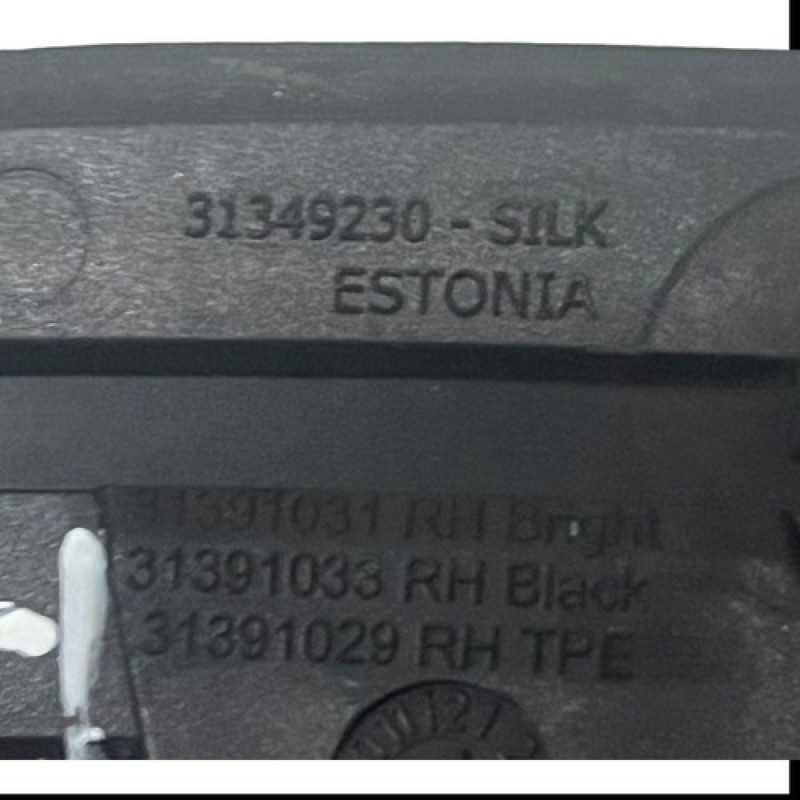 31349230 - SILK
ESTONIA
31391031 RH Bright
31391033 RH Black
31391029 RH TPE